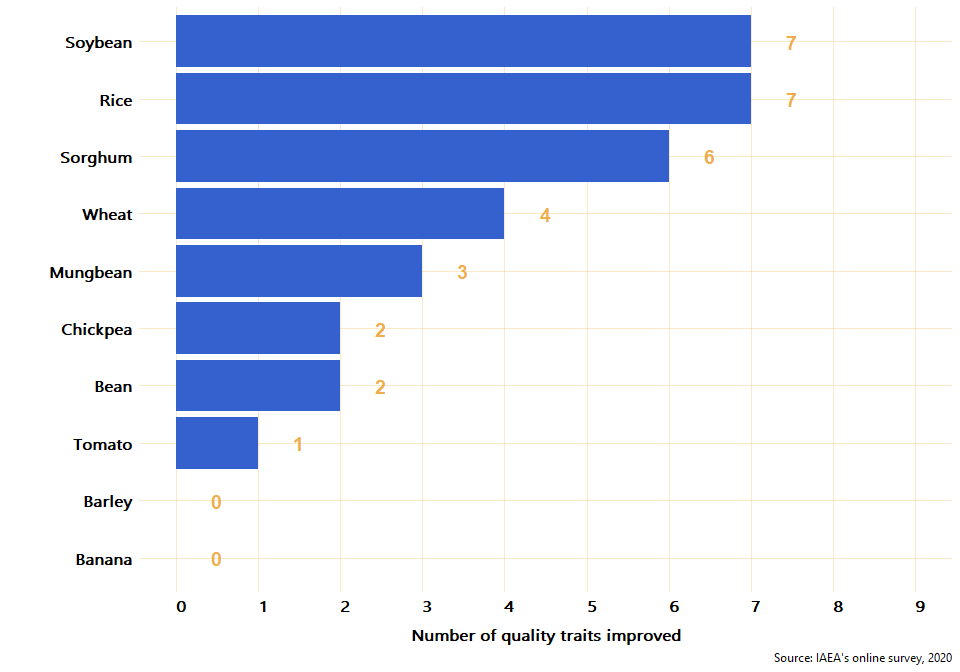 Soybean 7
Rice 7
Sorghum 6
Wheat 4
Mungbean 3
Chickpea 2
Bean 2
Tomato 1
Barley 0
Banana 0
0 1 2 3 4 5 6 7 8 9
Number of quality traits improved
Source: IAEA's online survey, 2020